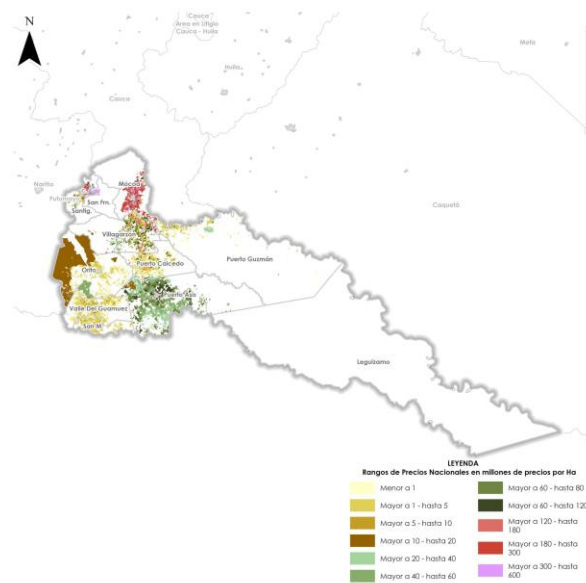 Cauca
Área en Litigio
Cauca - Huila
N
Meta
Huila
Cauca
Nariño
Putumayo
Mocoa
San Frn.
Santig.
Caquetá
Villagarzón
Puerto Guzmán
Orito
Puerto Caicedo
Puerto Asís
Valle Del Guamuez
San M.
Leguízamo
LEYENDA
Rangos de Precios Nacionales en millones de precios por Ha
Menor a 1
Mayor a 1 - hasta 5
Mayor a 5 - hasta 10
Mayor a 10 - hasta 20
Mayor a 20 - hasta 40
Mayor a 40 - hasta 60
Mayor a 60 - hasta 80
Mayor a 60 - hasta 120
Mayor a 120 - hasta
180
Mayor a 180 - hasta
300
Mayor a 300 - hasta
600